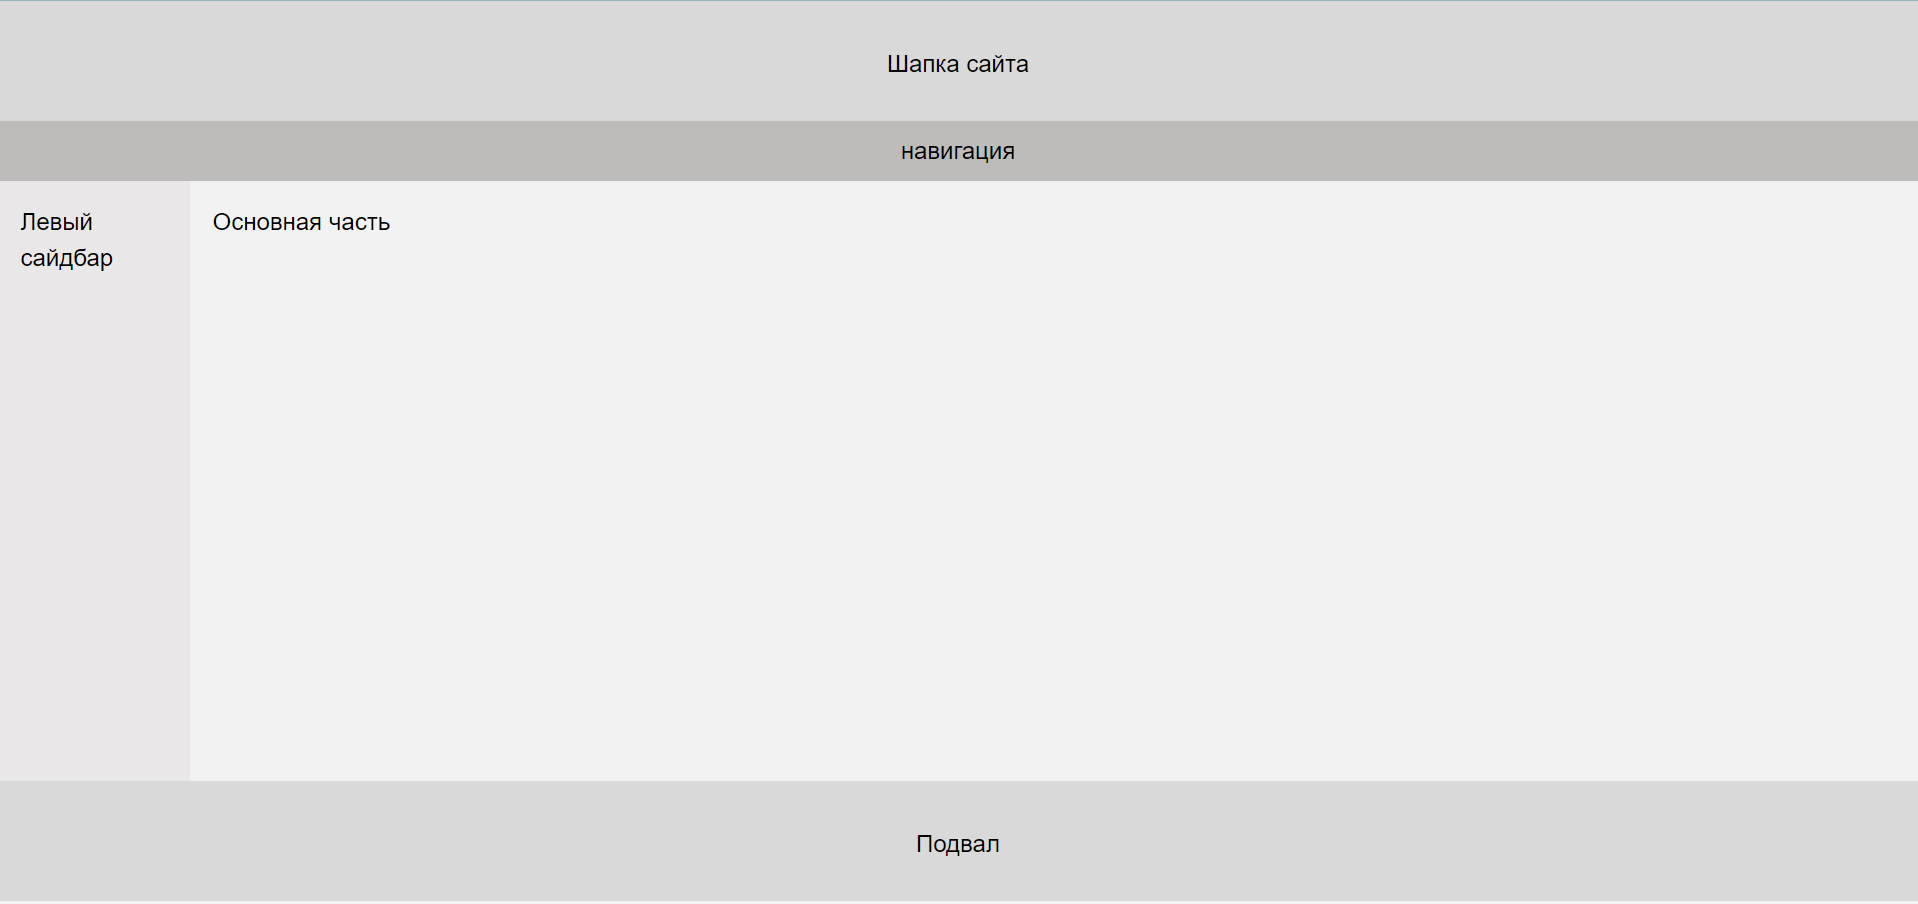 Шапка сайта
навигация
Левый
сайдбар
Основная часть
Подвал